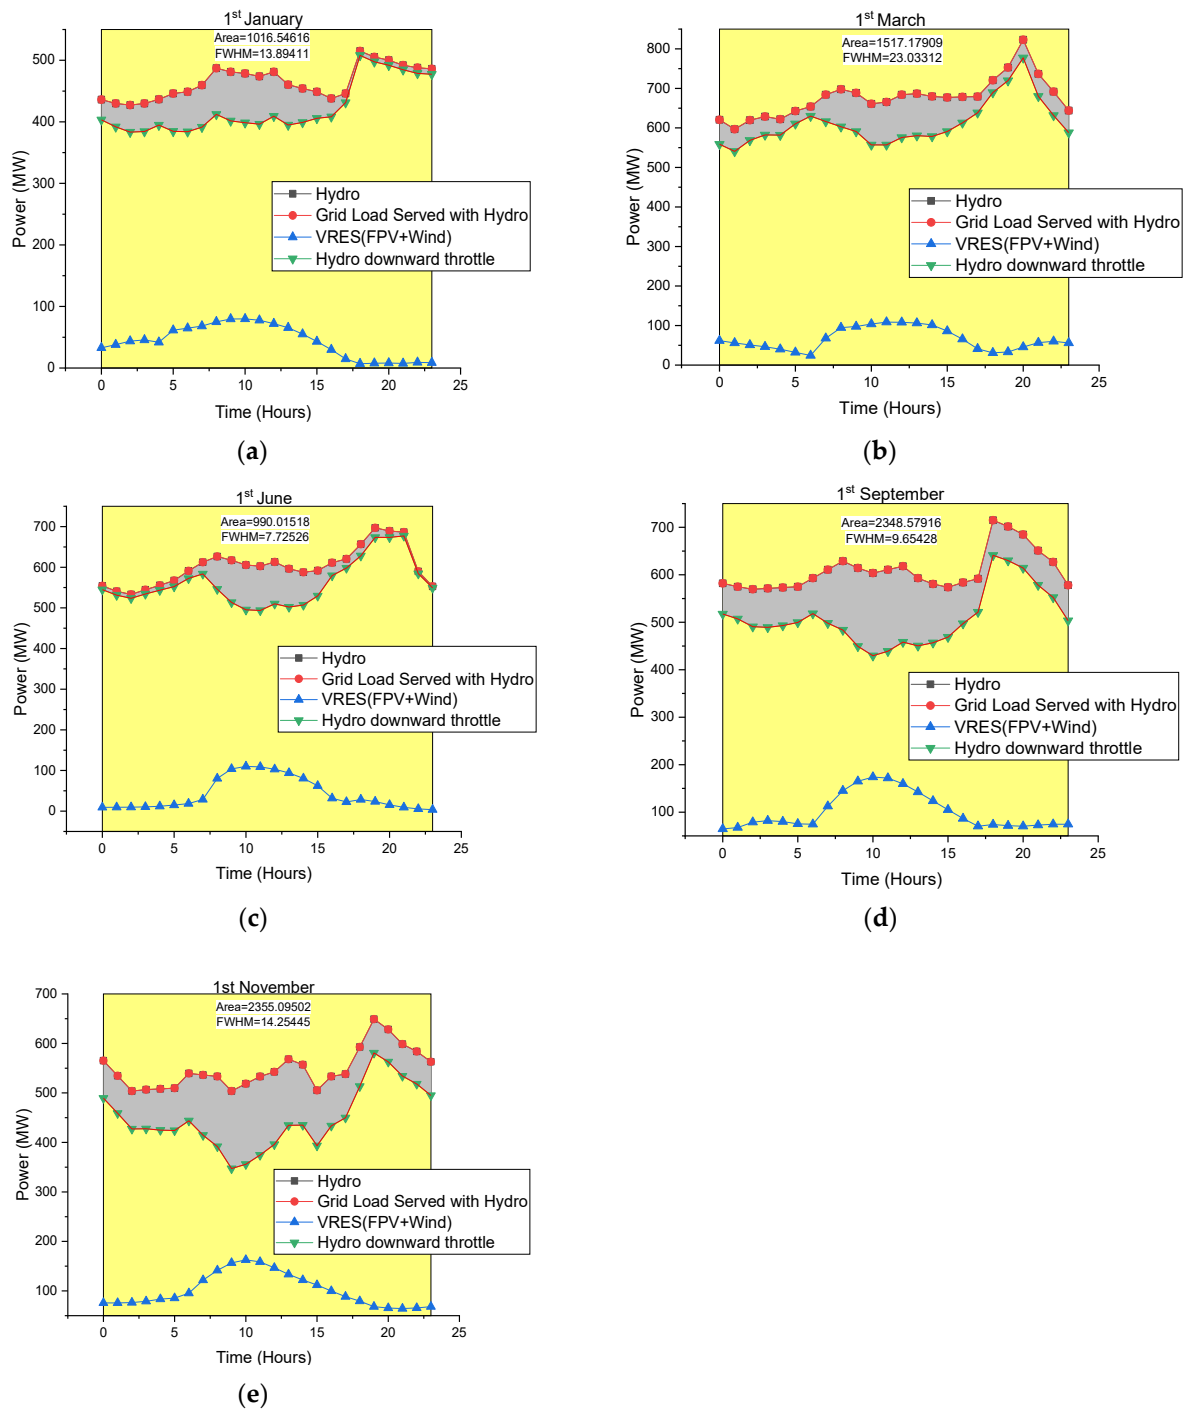 1st January
Area=1016.54616
FWHM=13.89411
500
400
300
200
100
0
Power (MW)
Hydro
Grid Load Served with Hydro
VRES(FPV+Wind)
Hydro downward throttle
0 5 10 15 20 25
Time (Hours)
(a)
1st March
Area=1517.17909
FWHM=23.03312
800
700
600
500
400
300
200
100
0
Power (MW)
Hydro
Grid Load Served with Hydro
VRES(FPV+Wind)
Hydro downward throttle
0 5 10 15 20 25
Time (Hours)
(b)
1st June
Area=990.01518
FWHM=7.72526
700
600
500
400
300
200
100
0
Power (MW)
Hydro
Grid Load Served with Hydro
VRES(FPV+Wind)
Hydro downward throttle
0 5 10 15 20 25
Time (Hours)
(c)
1st September
Area=2348.57916
FWHM=9.65428
700
600
500
400
300
200
100
Power (MW)
Hydro
Grid Load Served with Hydro
VRES(FPV+Wind)
Hydro downward throttle
0 5 10 15 20 25
Time (Hours)
(d)
1st November
Area=2355.09502
FWHM=14.25445
700
600
500
400
300
200
100
Power (MW)
Hydro
Grid Load Served with Hydro
VRES(FPV+Wind)
Hydro downward throttle
0 5 10 15 20 25
Time (Hours)
(e)